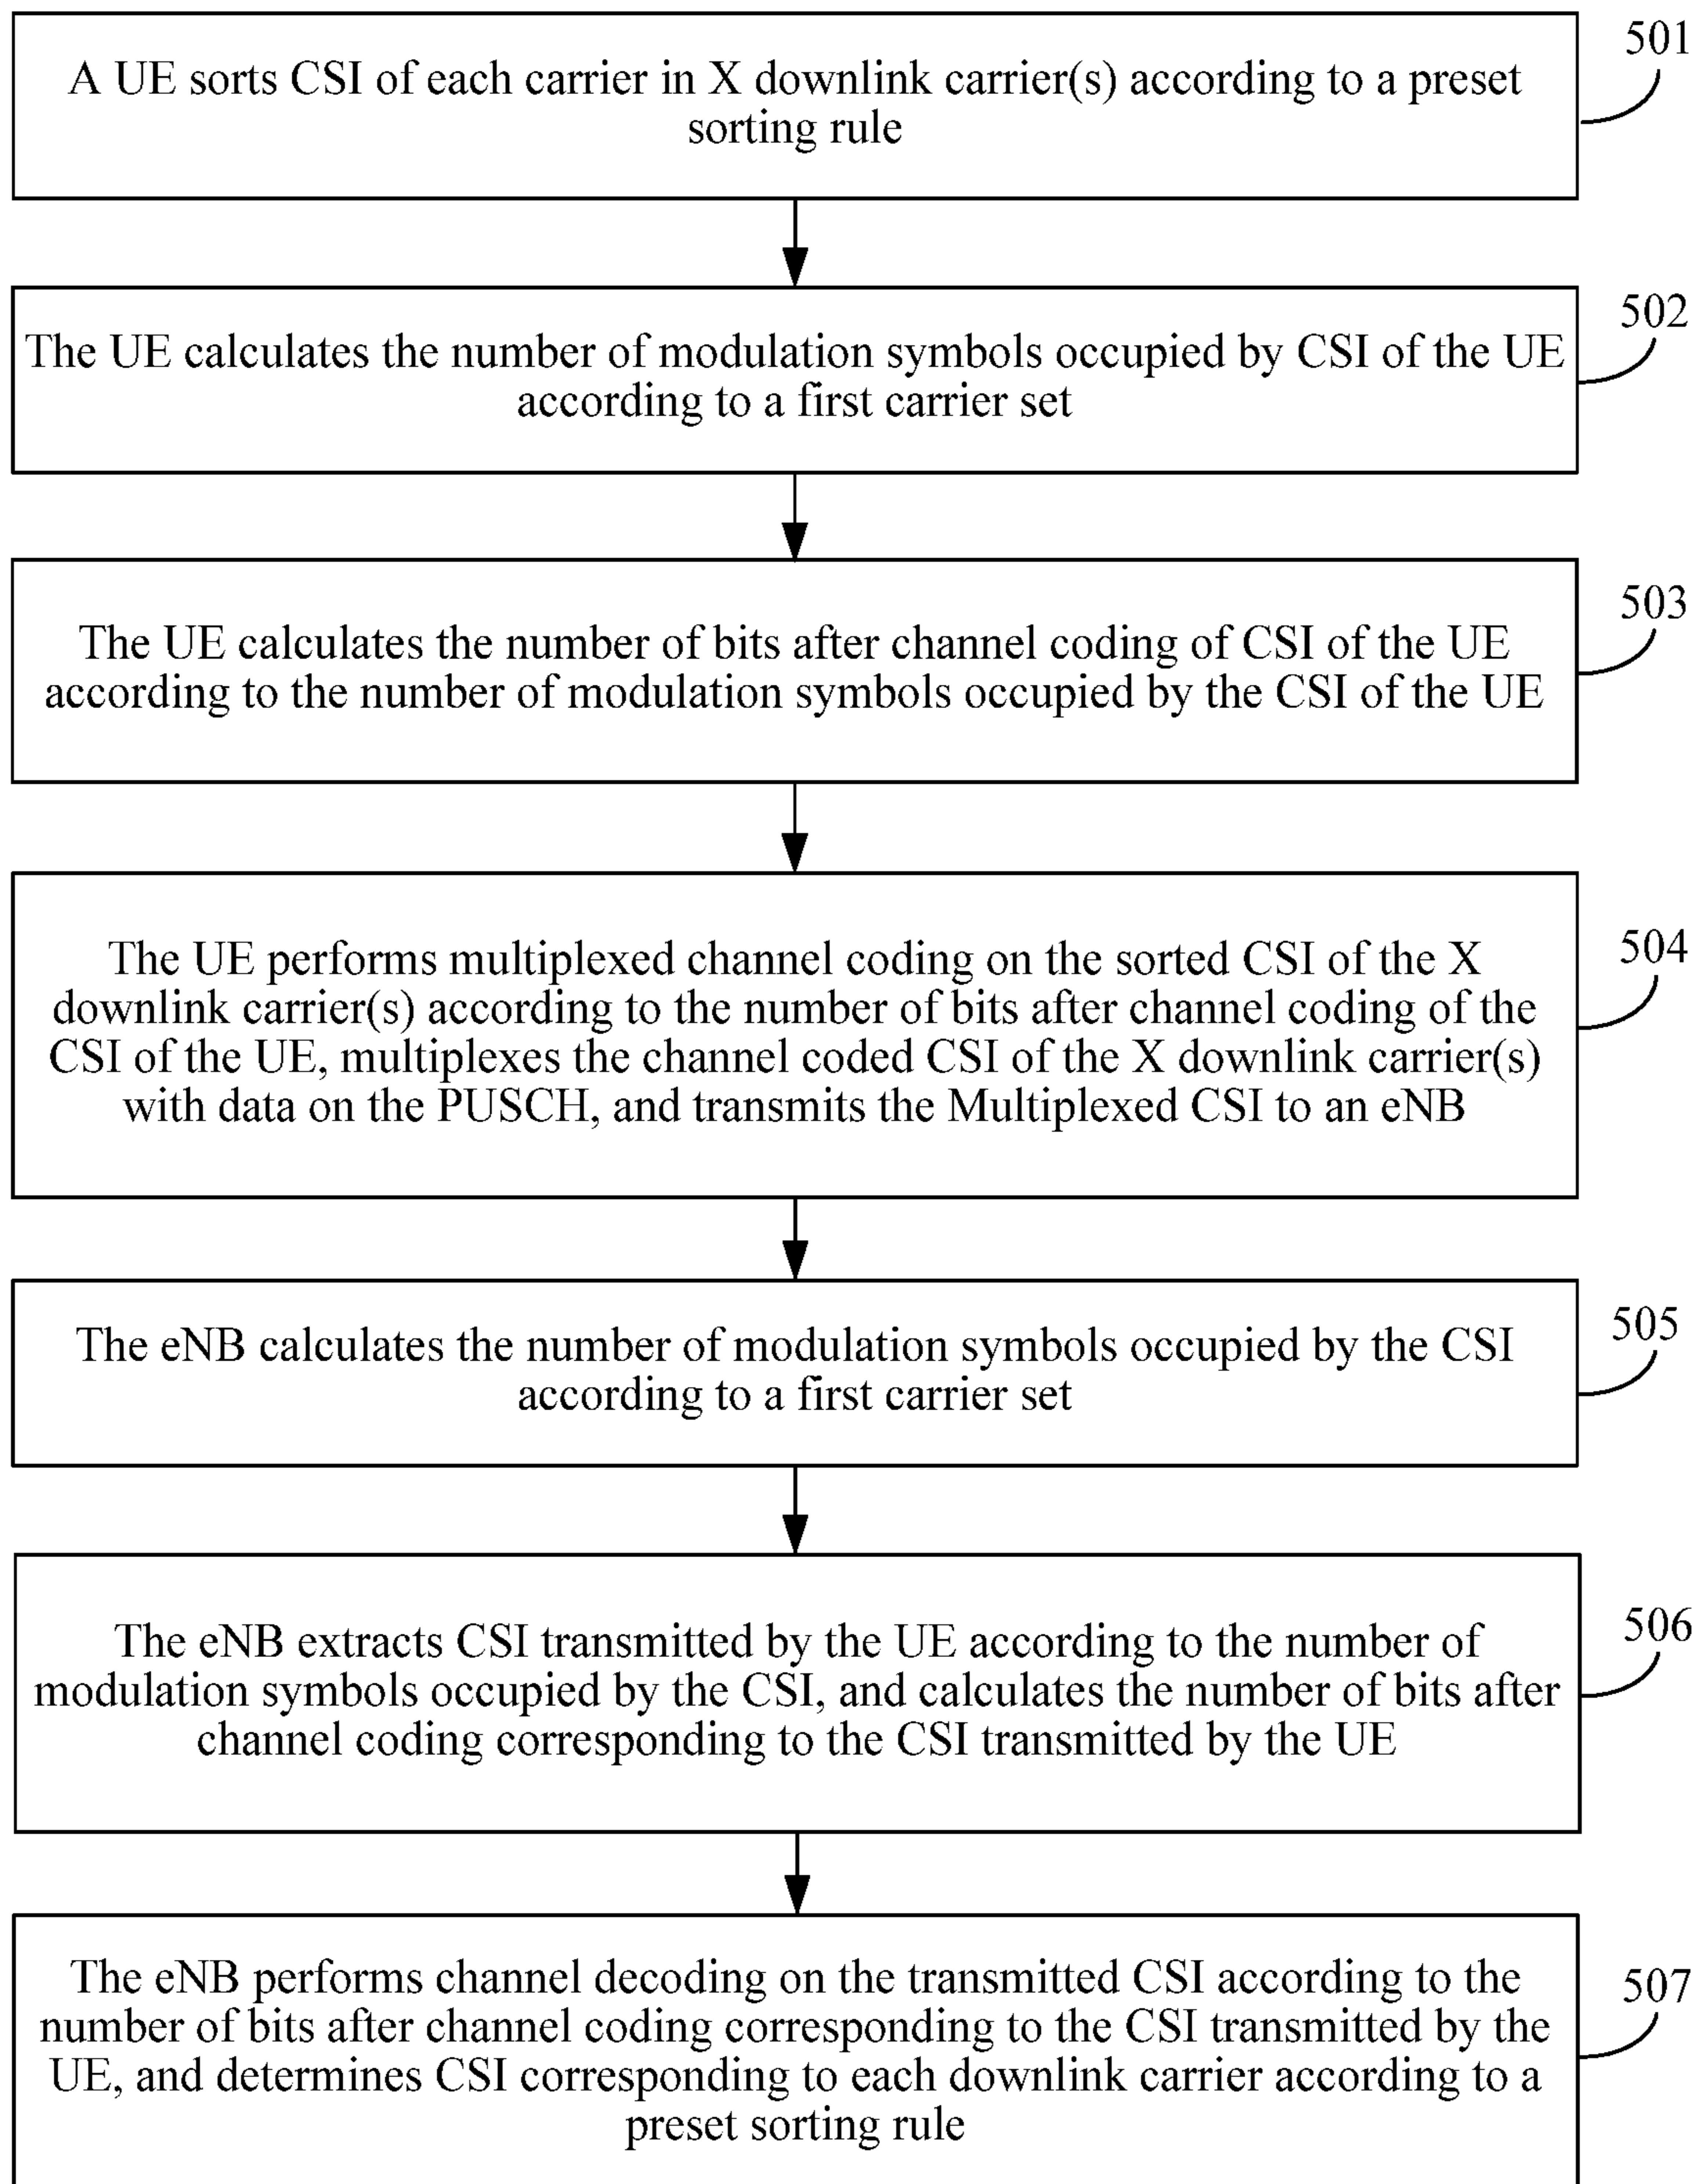 501
A UE sorts CSI of each carrier in X downlink carrier(s) according to a preset
sorting rule
502
The UE calculates the number of modulation symbols occupied by CSI of the UE
according to a first carrier set
503
The UE calculates the number of bits after channel coding of CSI of the UE
according to the number of modulation symbols occupied by the CSI of the UE
504
The UE performs multiplexed channel coding on the sorted CSI of the X
downlink carrier(s) according to the number of bits after channel coding of the
CSI of the UE, multiplexes the channel coded CSI of the X downlink carrier(s)
with data on the PUSCH, and transmits the Multiplexed CSI to an eNB
505
The eNB calculates the number of modulation symbols occupied by the CSI
according to a first carrier set
506
The eNB extracts CSI transmitted by the UE according to the number of
modulation symbols occupied by the CSI, and calculates the number of bits after
channel coding corresponding to the CSI transmitted by the UE
507
The eNB performs channel decoding on the transmitted CSI according to the
number of bits after channel coding corresponding to the CSI transmitted by the
UE, and determines CSI corresponding to each downlink carrier according to a
preset sorting rule